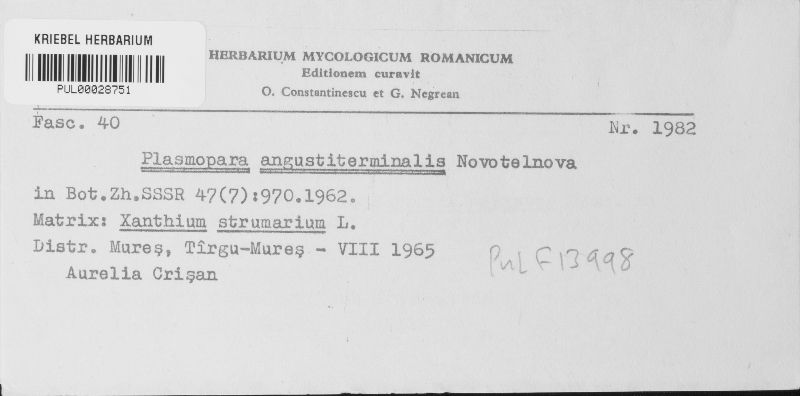 KRIEBEL HERBARIUM
PUL00028751
HERBARIUM MYCOLOGICUM ROMANICUM
Editionem curavit
O. Constantinescu et G. Negrean
Fasc. 40 Nr. 1982
Plasmopara angustiterminalis Novotelnova
in Bot.Zh.SSSR 47(7):970.1962.
Matrix: Xanthium strumarium L.
Distr. Mureş, Tîrgu-Mureş - VIII 1965
Aurelia Crişan
PuL F13998